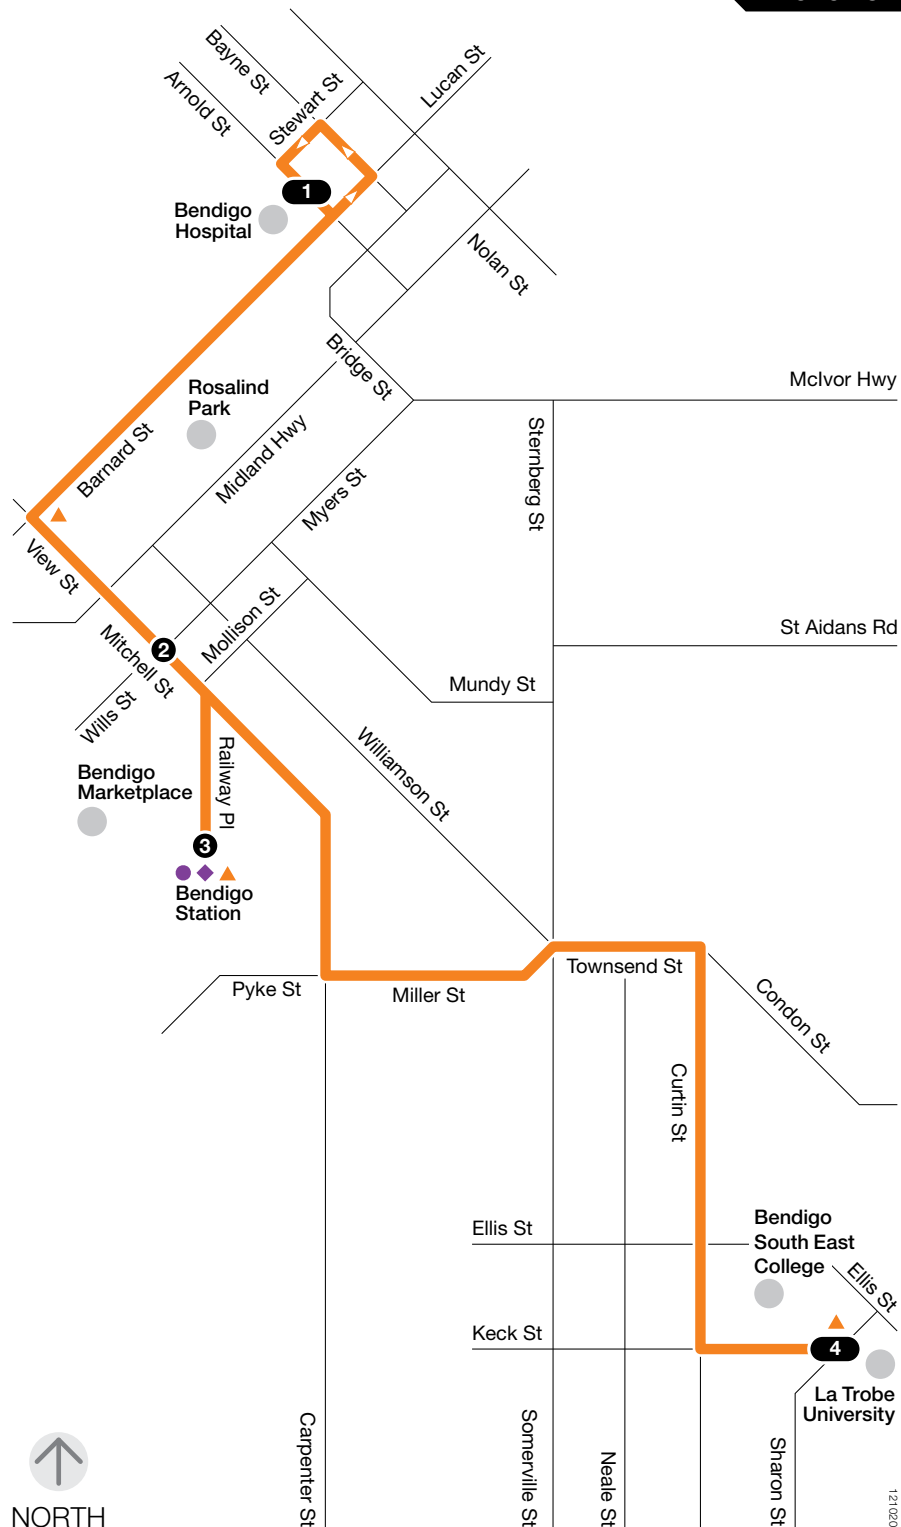 Bayne St
Arnold St
Stewart St
Lucan St
1
Bendigo
Hospital
Nolan St
Bridge St
McIvor Hwy
Rosalind
Park
Barnard St
Midland Hwy
Myers St
Sternberg St
View St
Mollison St
St Aidans Rd
2
Mitchell St
Wills St
Mundy St
Railway Pl
Williamson St
Bendigo
Marketplace
3
Bendigo
Station
Townsend St
Pyke St
Miller St
Condon St
Curtin St
Bendigo
South East
College
Ellis St
Ellis St
Keck St
4
La Trobe
University
Carpenter St
Somerville St
Neale St
Sharon St
NORTH
121020